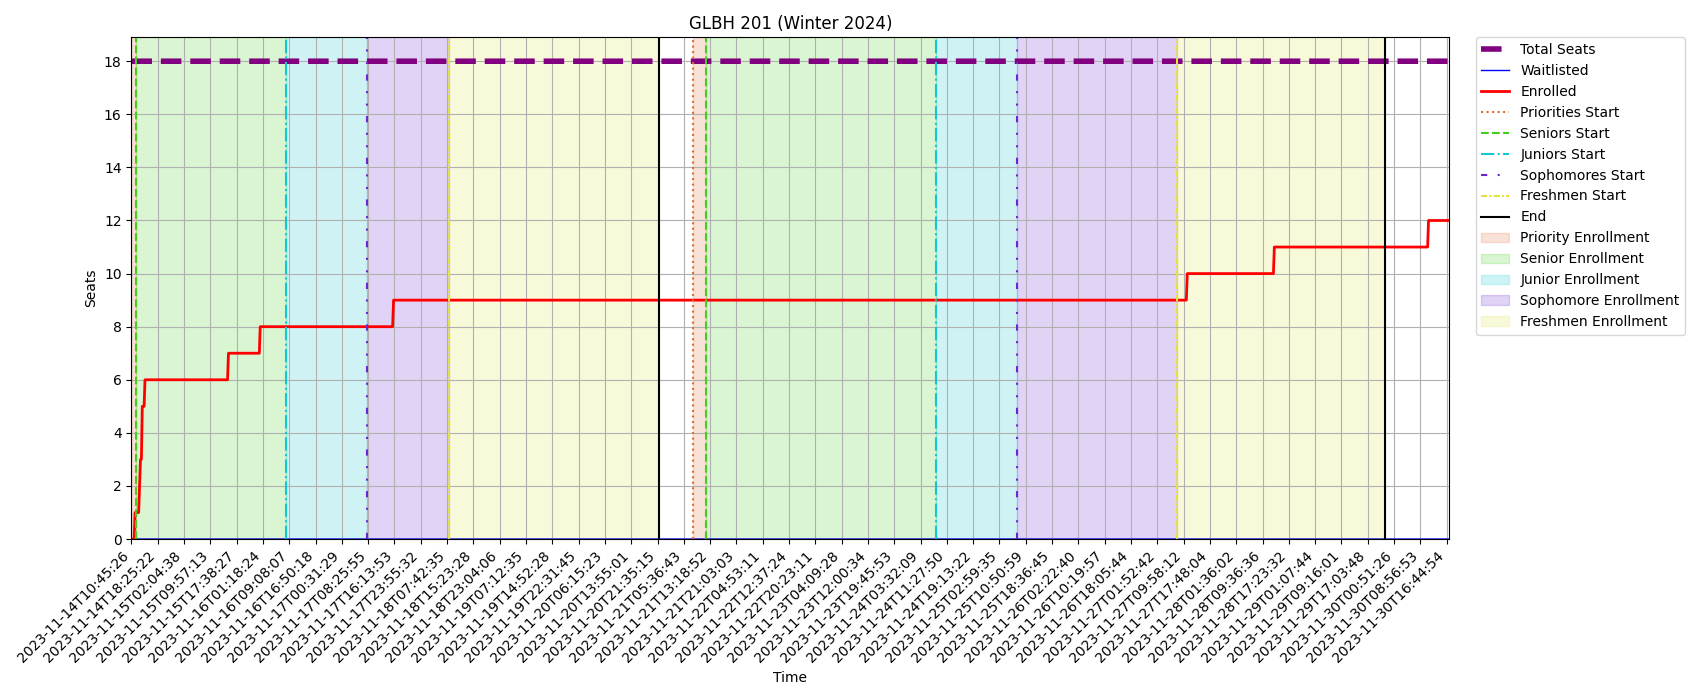 GLBH 201 (Winter 2024)
Seats
18
16
14
12
10
8
6
4
2
0
2023-11-14T10:45:26
2023-11-14T18:25:22
2023-11-15T02:04:38
2023-11-15T09:57:13
2023-11-15T17:38:27
2023-11-16T01:18:24
2023-11-16T09:08:07
2023-11-16T16:50:18
2023-11-17T00:31:29
2023-11-17T08:25:55
2023-11-17T16:13:53
2023-11-17T23:55:32
2023-11-18T07:42:35
2023-11-18T15:23:28
2023-11-18T23:04:06
2023-11-19T07:12:35
2023-11-19T14:52:28
2023-11-19T22:31:45
2023-11-20T06:15:23
2023-11-20T13:55:01
2023-11-20T21:35:15
2023-11-21T05:36:43
2023-11-21T13:18:52
2023-11-21T21:03:03
2023-11-22T04:53:11
2023-11-22T12:37:24
2023-11-22T20:23:11
2023-11-23T04:09:28
2023-11-23T12:00:34
2023-11-23T19:45:53
2023-11-24T03:32:09
2023-11-24T11:27:50
2023-11-24T19:13:22
2023-11-25T02:59:35
2023-11-25T10:50:59
2023-11-25T18:36:45
2023-11-26T02:22:40
2023-11-26T10:19:57
2023-11-26T18:05:44
2023-11-27T01:52:42
2023-11-27T09:58:12
2023-11-27T17:48:04
2023-11-28T01:36:02
2023-11-28T09:36:36
2023-11-28T17:23:32
2023-11-29T01:07:44
2023-11-29T09:16:01
2023-11-29T17:03:48
2023-11-30T00:51:26
2023-11-30T08:56:53
2023-11-30T16:44:54
Time
Total Seats
Waitlisted
Enrolled
Priorities Start
Seniors Start
Juniors Start
Sophomores Start
Freshmen Start
End
Priority Enrollment
Senior Enrollment
Junior Enrollment
Sophomore Enrollment
Freshmen Enrollment